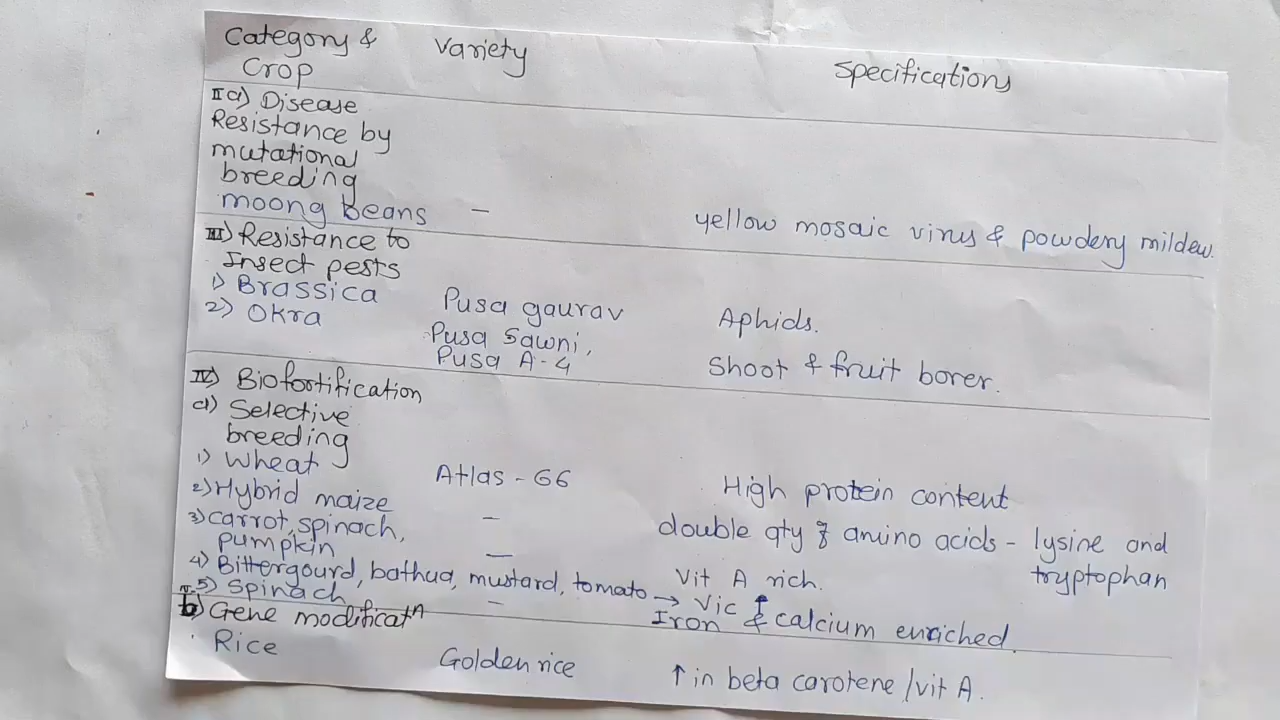 Category & Variety Specifications
Crop
II a) Disease
Resistance by
mutational
breeding
moong beans - yellow mosaic virus & powdery mildew.
III) Resistance to
Insect pests
1) Brassica Pusa gaurav Aphids.
2) Okra Pusa Sawni,
Pusa A-4 Shoot & fruit borer.
IV) Biofortification
a) Selective
breeding
1) Wheat Atlas - 66 High protein content
2) Hybrid maize - double qty of amino acids - lysine and
tryptophan
3) carrot, spinach,
pumpkin - Vit A rich.
4) Bittergourd, bathua, mustard, tomato → Vic ↑
5) Spinach - Iron & calcium enriched.
b) Gene modificatn
Rice Golden rice ↑ in beta carotene / vit A.